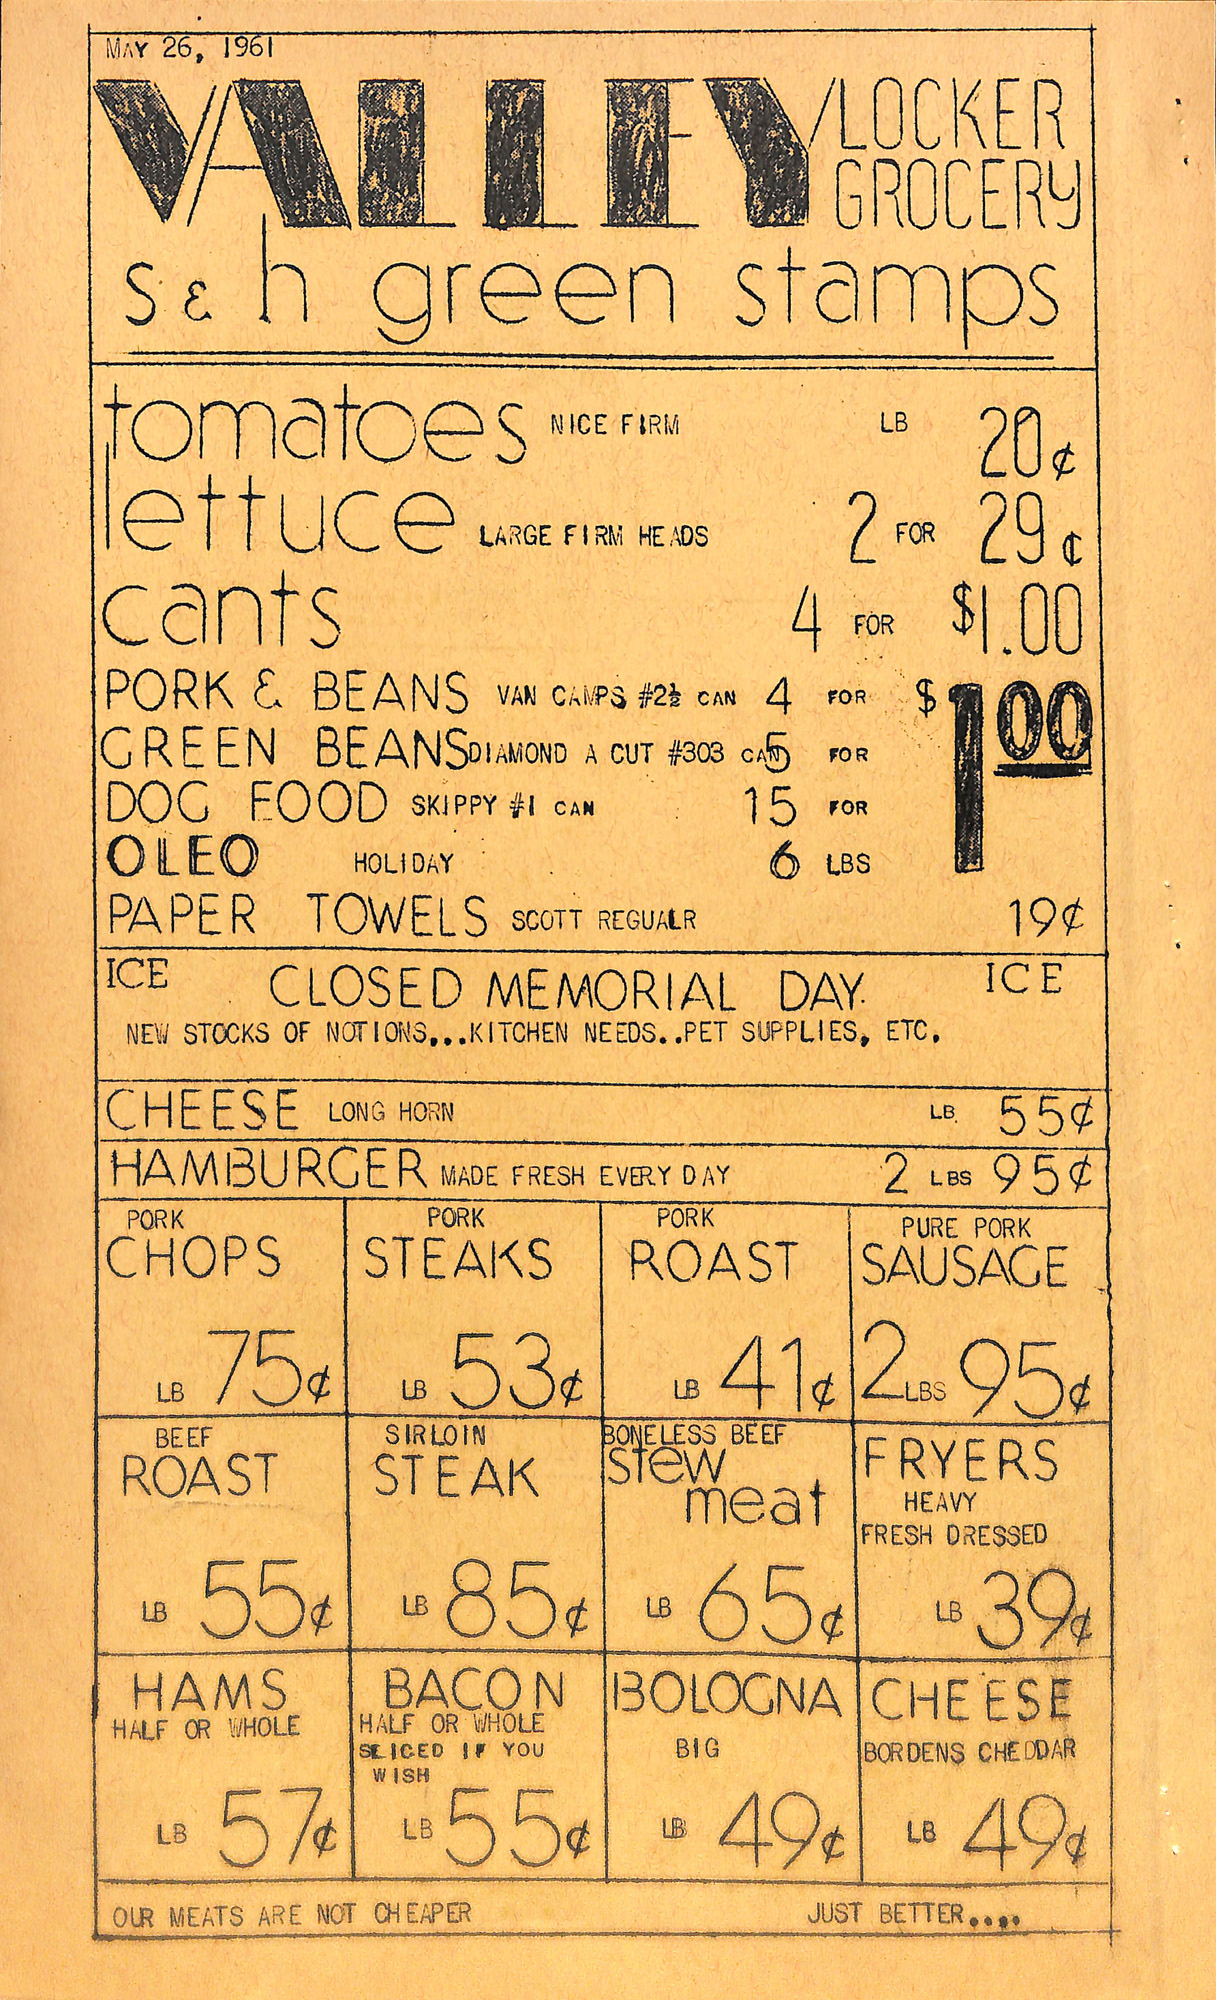 MAY 26, 1961
VALLEY LOCKER GROCERY
s & h green stamps
tomatoes NICE FIRM LB 20¢
lettuce LARGE FIRM HEADS 2 FOR 29¢
cants 4 FOR $1.00
PORK & BEANS VAN CAMPS #2½ CAN 4 FOR $1.00
GREEN BEANS DIAMOND A CUT #303 CAN 5 FOR
DOG FOOD SKIPPY #1 CAN 15 FOR
OLEO HOLIDAY 6 LBS
PAPER TOWELS SCOTT REGUALR 19¢
ICE CLOSED MEMORIAL DAY. ICE
NEW STOCKS OF NOTIONS...KITCHEN NEEDS..PET SUPPLIES, ETC.
CHEESE LONG HORN LB. 55¢
HAMBURGER MADE FRESH EVERY DAY 2 LBS 95¢
PORK
CHOPS
LB 75¢
PORK
STEAKS
LB 53¢
PORK
ROAST
LB 41¢
PURE PORK
SAUSAGE
2 LBS 95¢
BEEF
ROAST
LB 55¢
SIRLOIN
STEAK
LB 85¢
BONELESS BEEF
stew
meat
LB 65¢
FRYERS
HEAVY
FRESH DRESSED
LB 39¢
HAMS
HALF OR WHOLE
LB 57¢
BACON
HALF OR WHOLE
SLICED IF YOU
WISH
LB 55¢
BOLOGNA
BIG
LB 49¢
CHEESE
BORDENS CHEDDAR
LB 49¢
OUR MEATS ARE NOT CHEAPER JUST BETTER....